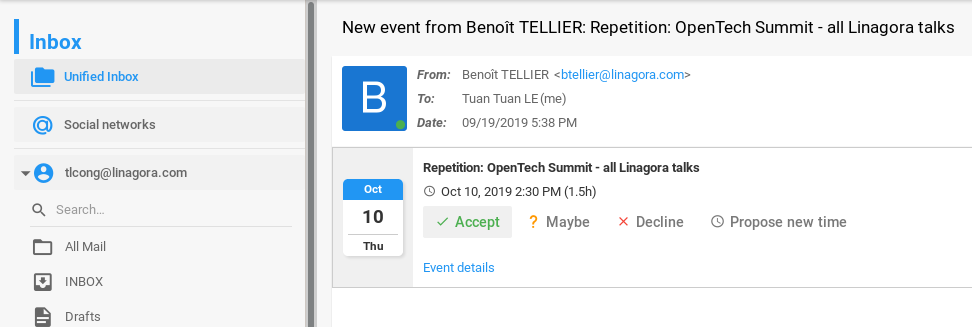 Inbox
Unified Inbox
Social networks
tlcong@linagora.com
Search...
All Mail
INBOX
Drafts
New event from Benoît TELLIER: Repetition: OpenTech Summit - all Linagora talks
B
From: Benoît TELLIER <btellier@linagora.com>
To: Tuan Tuan LE (me)
Date: 09/19/2019 5:38 PM
Oct
10
Thu
Repetition: OpenTech Summit - all Linagora talks
Oct 10, 2019 2:30 PM (1.5h)
Accept ? Maybe Decline Propose new time
Event details